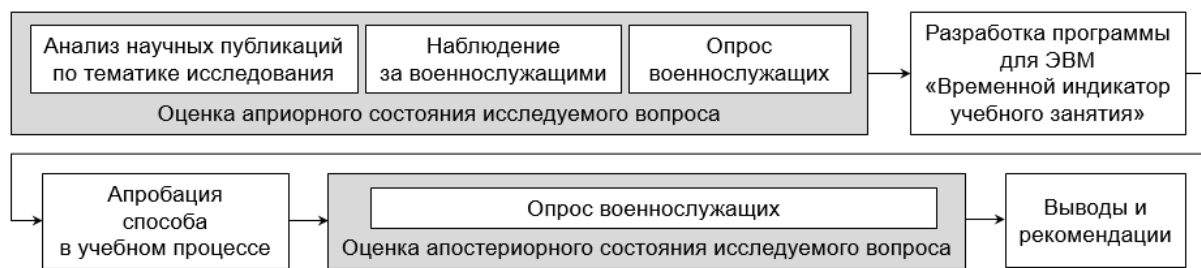 Анализ научных публикаций
по тематике исследования
Наблюдение
за военнослужащими
Опрос
военнослужащих
Оценка априорного состояния исследуемого вопроса
Разработка программы
для ЭВМ
«Временной индикатор
учебного занятия»
Апробация
способа
в учебном процессе
Опрос военнослужащих
Оценка апостериорного состояния исследуемого вопроса
Выводы и
рекомендации